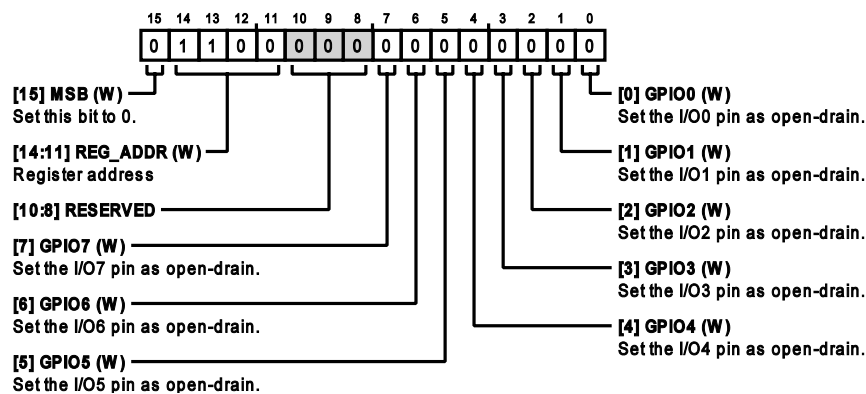 15 14 13 12 11 10 9 8 7 6 5 4 3 2 1 0
0 1 1 0 0 0 0 0 0 0 0 0 0 0 0 0
[15] MSB (W)
Set this bit to 0.
[14:11] REG_ADDR (W)
Register address
[10:8] RESERVED
[7] GPIO7 (W)
Set the I/O7 pin as open-drain.
[6] GPIO6 (W)
Set the I/O6 pin as open-drain.
[5] GPIO5 (W)
Set the I/O5 pin as open-drain.
[0] GPIO0 (W)
Set the I/O0 pin as open-drain.
[1] GPIO1 (W)
Set the I/O1 pin as open-drain.
[2] GPIO2 (W)
Set the I/O2 pin as open-drain.
[3] GPIO3 (W)
Set the I/O3 pin as open-drain.
[4] GPIO4 (W)
Set the I/O4 pin as open-drain.